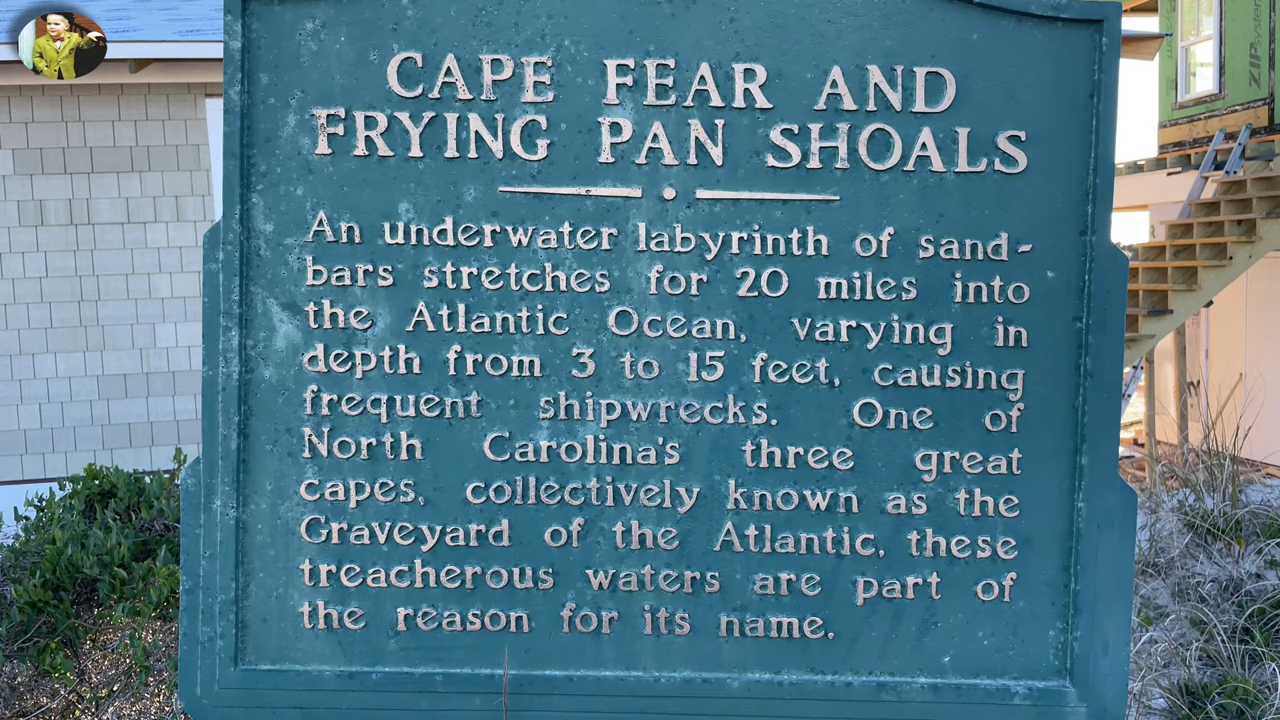 CAPE FEAR AND
FRYING PAN SHOALS
An underwater labyrinth of sand-
bars stretches for 20 miles into
the Atlantic Ocean, varying in
depth from 3 to 15 feet, causing
frequent shipwrecks. One of
North Carolina's three great
capes, collectively known as the
Graveyard of the Atlantic, these
treacherous waters are part of
the reason for its name.
ZIP system